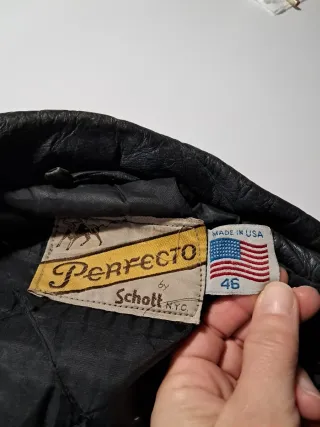 PERFECTO
by
Schott N.Y.C.
MADE IN USA
46